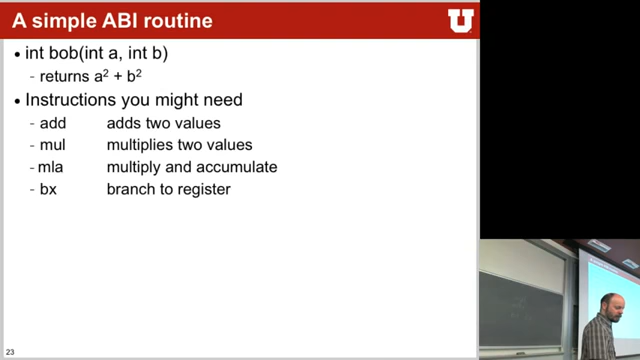 A simple ABI routine
U
• int bob(int a, int b)
- returns a² + b²
• Instructions you might need
- add adds two values
- mul multiplies two values
- mla multiply and accumulate
- bx branch to register
23